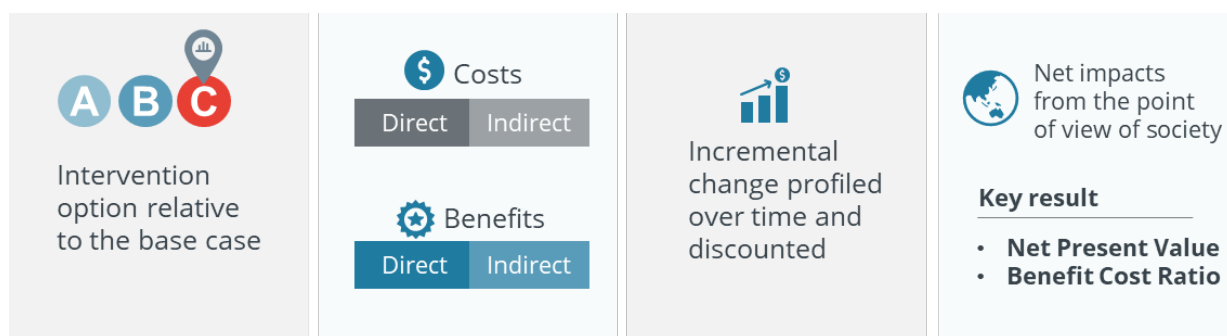 A B C
Intervention
option relative
to the base case
$ Costs
Direct Indirect
Benefits
Direct Indirect
$
Incremental
change profiled
over time and
discounted
Net impacts
from the point
of view of society
Key result
• Net Present Value
• Benefit Cost Ratio